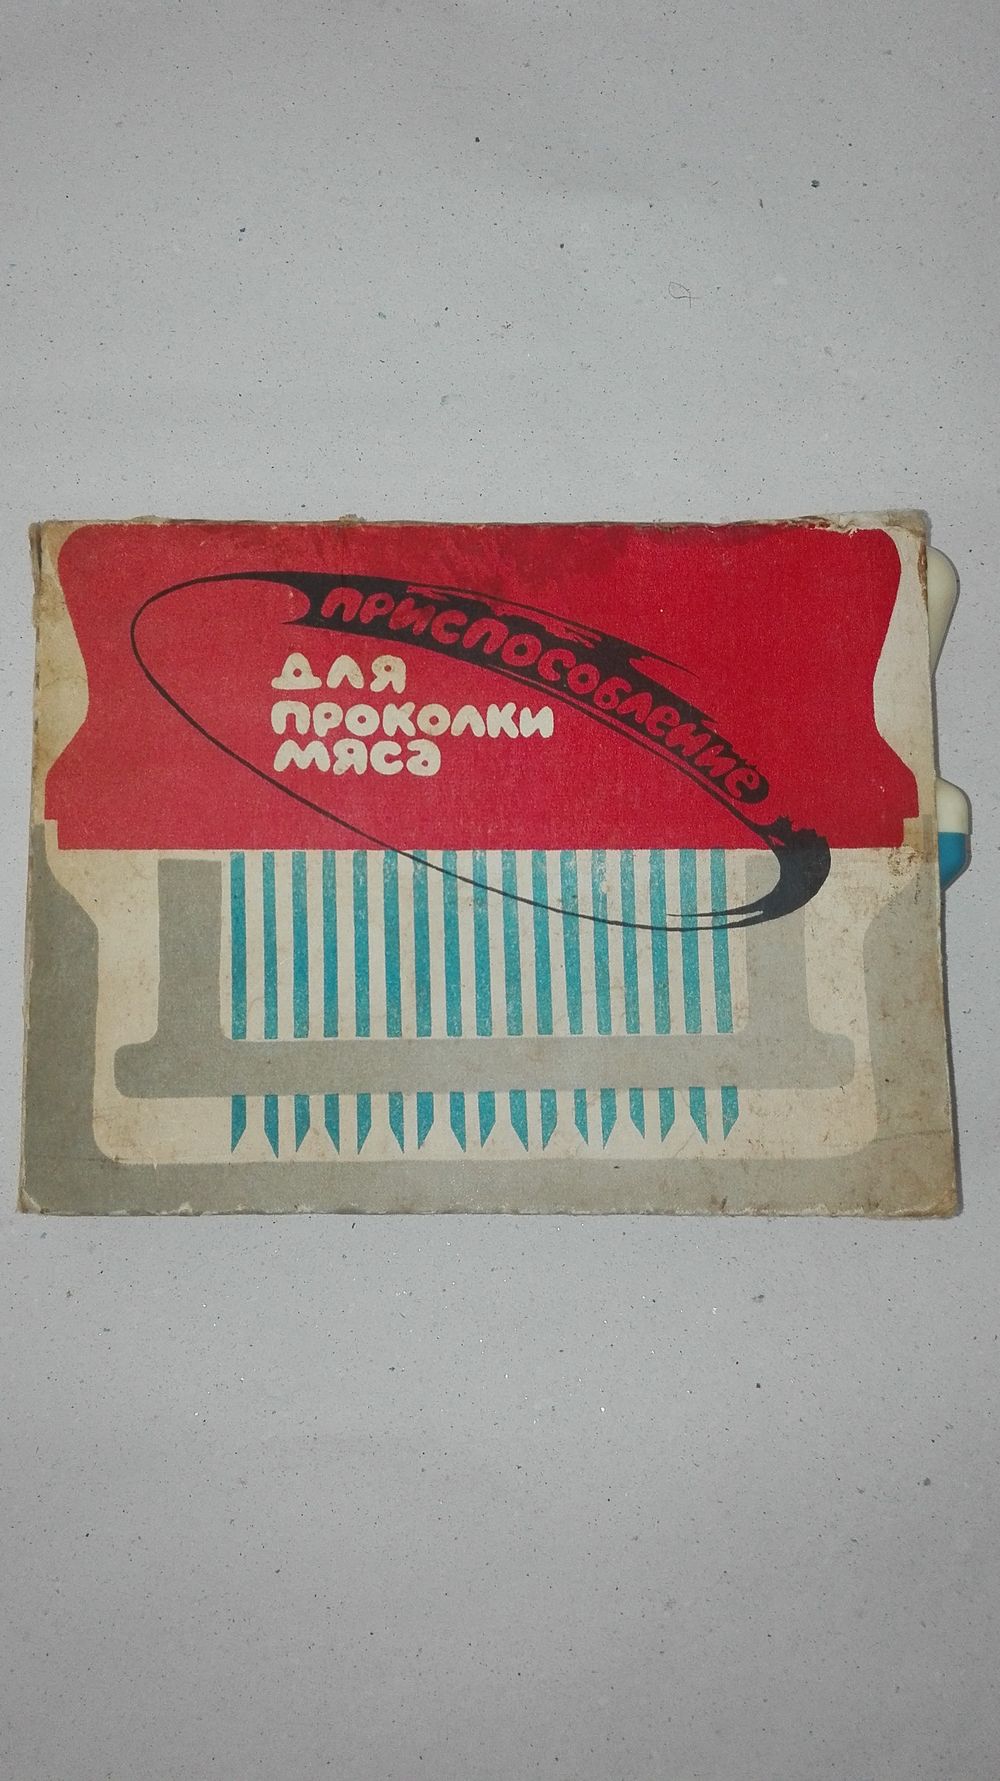 приспособление
для
проколки
мяса